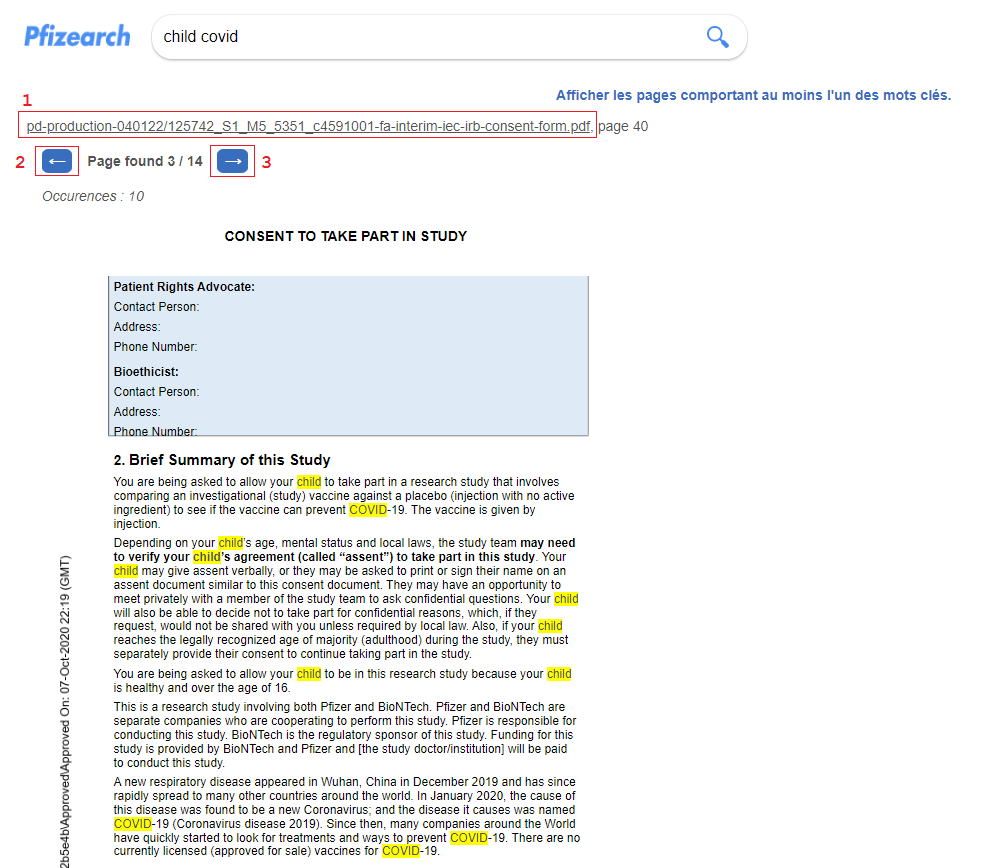 Pfizearch
child covid
1
Afficher les pages comportant au moins l'un des mots clés.
pd-production-040122/125742_S1_M5_5351_c4591001-fa-interim-iec-irb-consent-form.pdf, page 40
2 ← Page found 3 / 14 → 3
Occurences : 10
CONSENT TO TAKE PART IN STUDY
Patient Rights Advocate:
Contact Person:
Address:
Phone Number:
Bioethicist:
Contact Person:
Address:
Phone Number:
2. Brief Summary of this Study
You are being asked to allow your child to take part in a research study that involves
comparing an investigational (study) vaccine against a placebo (injection with no active
ingredient) to see if the vaccine can prevent COVID-19. The vaccine is given by
injection.
Depending on your child's age, mental status and local laws, the study team may need
to verify your child's agreement (called “assent”) to take part in this study. Your
child may give assent verbally, or they may be asked to print or sign their name on an
assent document similar to this consent document. They may have an opportunity to
meet privately with a member of the study team to ask confidential questions. Your child
will also be able to decide not to take part for confidential reasons, which, if they
request, would not be shared with you unless required by local law. Also, if your child
reaches the legally recognized age of majority (adulthood) during the study, they must
separately provide their consent to continue taking part in the study.
You are being asked to allow your child to be in this research study because your child
is healthy and over the age of 16.
This is a research study involving both Pfizer and BioNTech. Pfizer and BioNTech are
separate companies who are cooperating to perform this study. Pfizer is responsible for
conducting this study. BioNTech is the regulatory sponsor of this study. Funding for this
study is provided by BioNTech and Pfizer and [the study doctor/institution] will be paid
to conduct this study.
A new respiratory disease appeared in Wuhan, China in December 2019 and has since
rapidly spread to many other countries around the world. In January 2020, the cause of
this disease was found to be a new Coronavirus; and the disease it causes was named
COVID-19 (Coronavirus disease 2019). Since then, many companies around the World
have quickly started to look for treatments and ways to prevent COVID-19. There are no
currently licensed (approved for sale) vaccines for COVID-19.
2b5e4b\Approved\Approved On: 07-Oct-2020 22:19 (GMT)